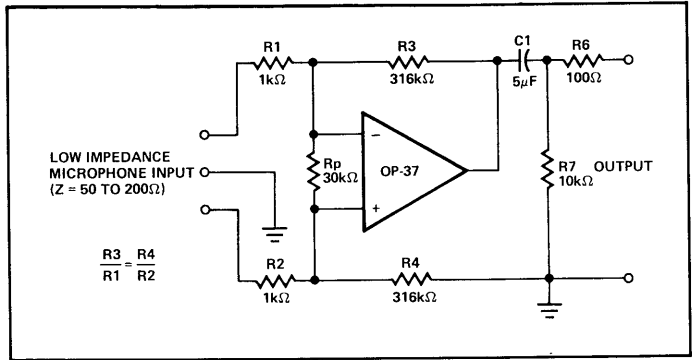 R1
1kΩ
R3
316kΩ
C1
5μF
R6
100Ω
LOW IMPEDANCE
MICROPHONE INPUT
(Z = 50 TO 200Ω)
Rp
30kΩ
−
+
OP-37
R7
10kΩ
OUTPUT
R3/R1 = R4/R2
R2
1kΩ
R4
316kΩ